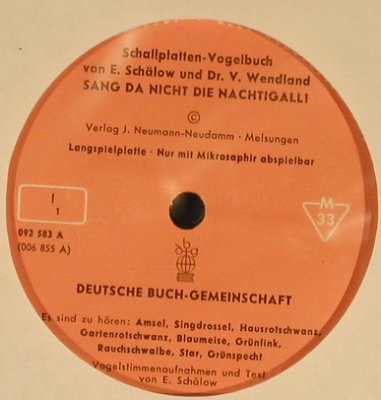 Schallplatten-Vogelbuch
von E. Schälow und Dr. V. Wendland
SANG DA NICHT DIE NACHTIGALL?
©
Verlag J. Neumann-Neudamm · Melsungen
Langspielplatte · Nur mit Mikrosaphir abspielbar
I
1
M
33
092 583 A
(006 855 A)
DEUTSCHE BUCH-GEMEINSCHAFT
Es sind zu hören: Amsel, Singdrossel, Hausrotschwanz,
Gartenrotschwanz, Blaumeise, Grünfink,
Rauchschwalbe, Star, Grünspecht
Vogelstimmenaufnahmen und Text
von E. Schälow